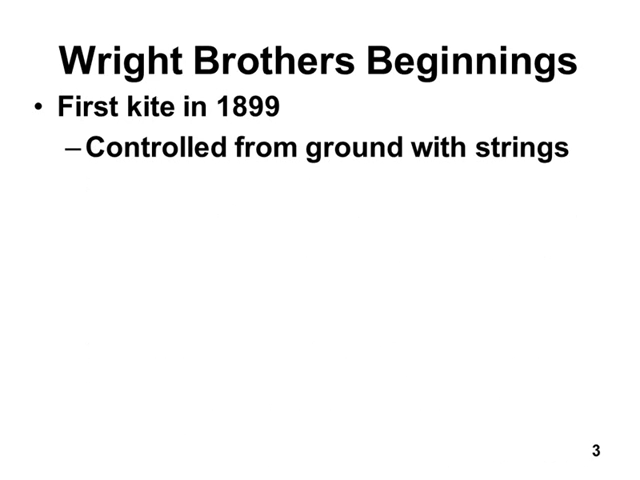 Wright Brothers Beginnings
• First kite in 1899
– Controlled from ground with strings
3